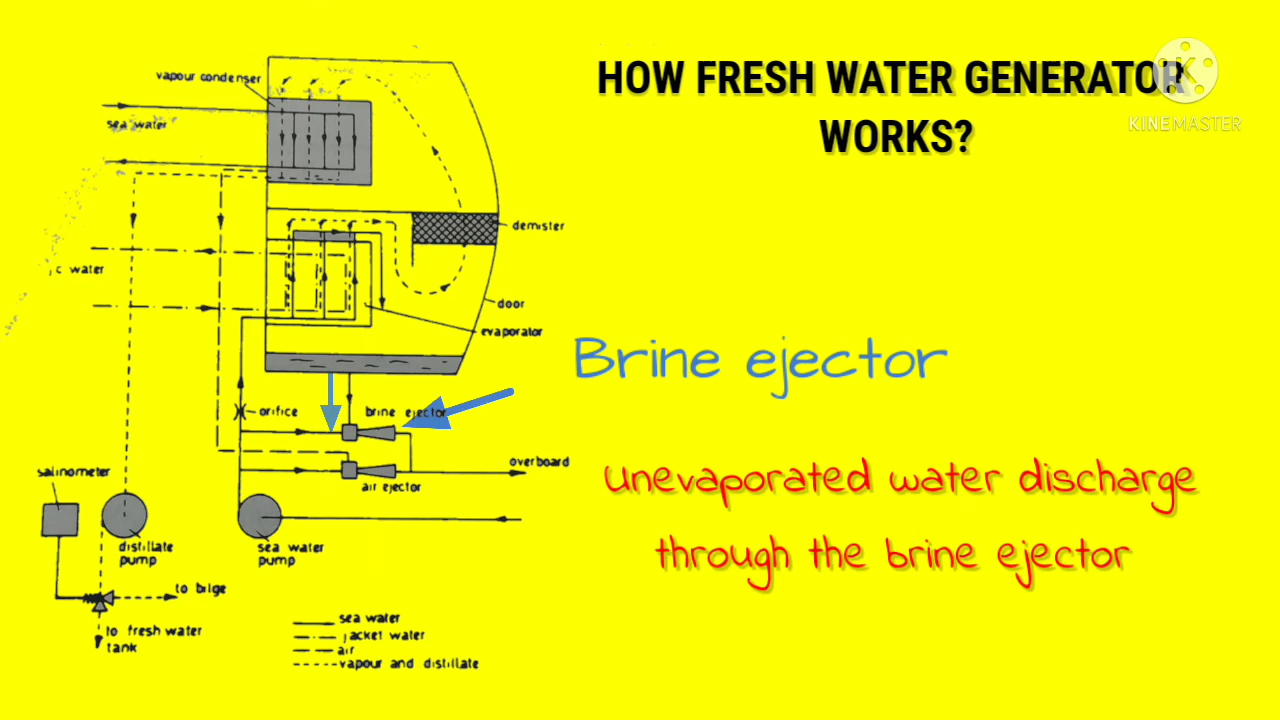 HOW FRESH WATER GENERATOR
WORKS?
KINEMASTER
vapour condenser
sea water
demister
c water
door
evaporator
Brine ejector
orifice
brine ejector
overboard
air ejector
salinometer
unevaporated water discharge
through the brine ejector
distillate
pump
sea water
pump
to bilge
to fresh water
tank
sea water
jacket water
air
vapour and distillate